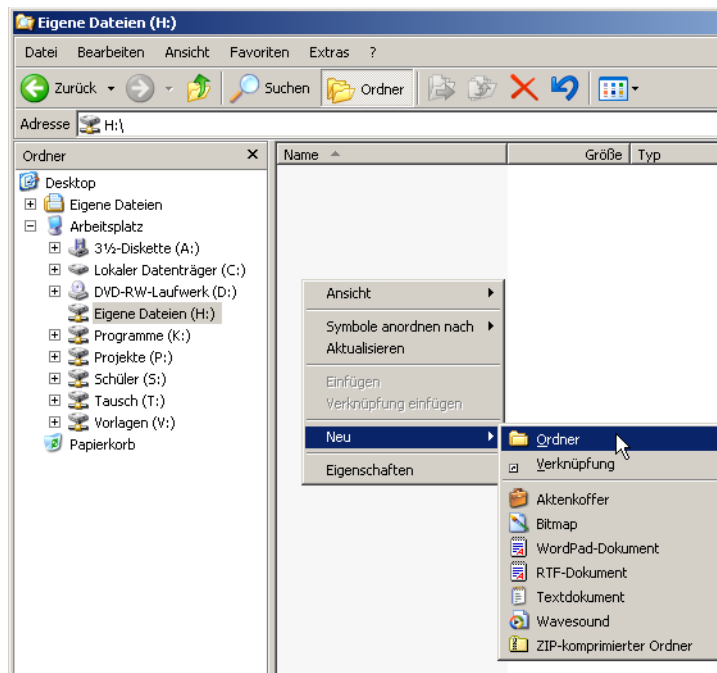 Eigene Dateien (H:)
Datei Bearbeiten Ansicht Favoriten Extras ?
Zurück Suchen Ordner
Adresse H:\
Ordner
Name Größe Typ
Desktop
Eigene Dateien
Arbeitsplatz
3½-Diskette (A:)
Lokaler Datenträger (C:)
DVD-RW-Laufwerk (D:)
Eigene Dateien (H:)
Programme (K:)
Projekte (P:)
Schüler (S:)
Tausch (T:)
Vorlagen (V:)
Papierkorb
Ansicht
Symbole anordnen nach
Aktualisieren
Einfügen
Verknüpfung einfügen
Neu
Eigenschaften
Ordner
Verknüpfung
Aktenkoffer
Bitmap
WordPad-Dokument
RTF-Dokument
Textdokument
Wavesound
ZIP-komprimierter Ordner